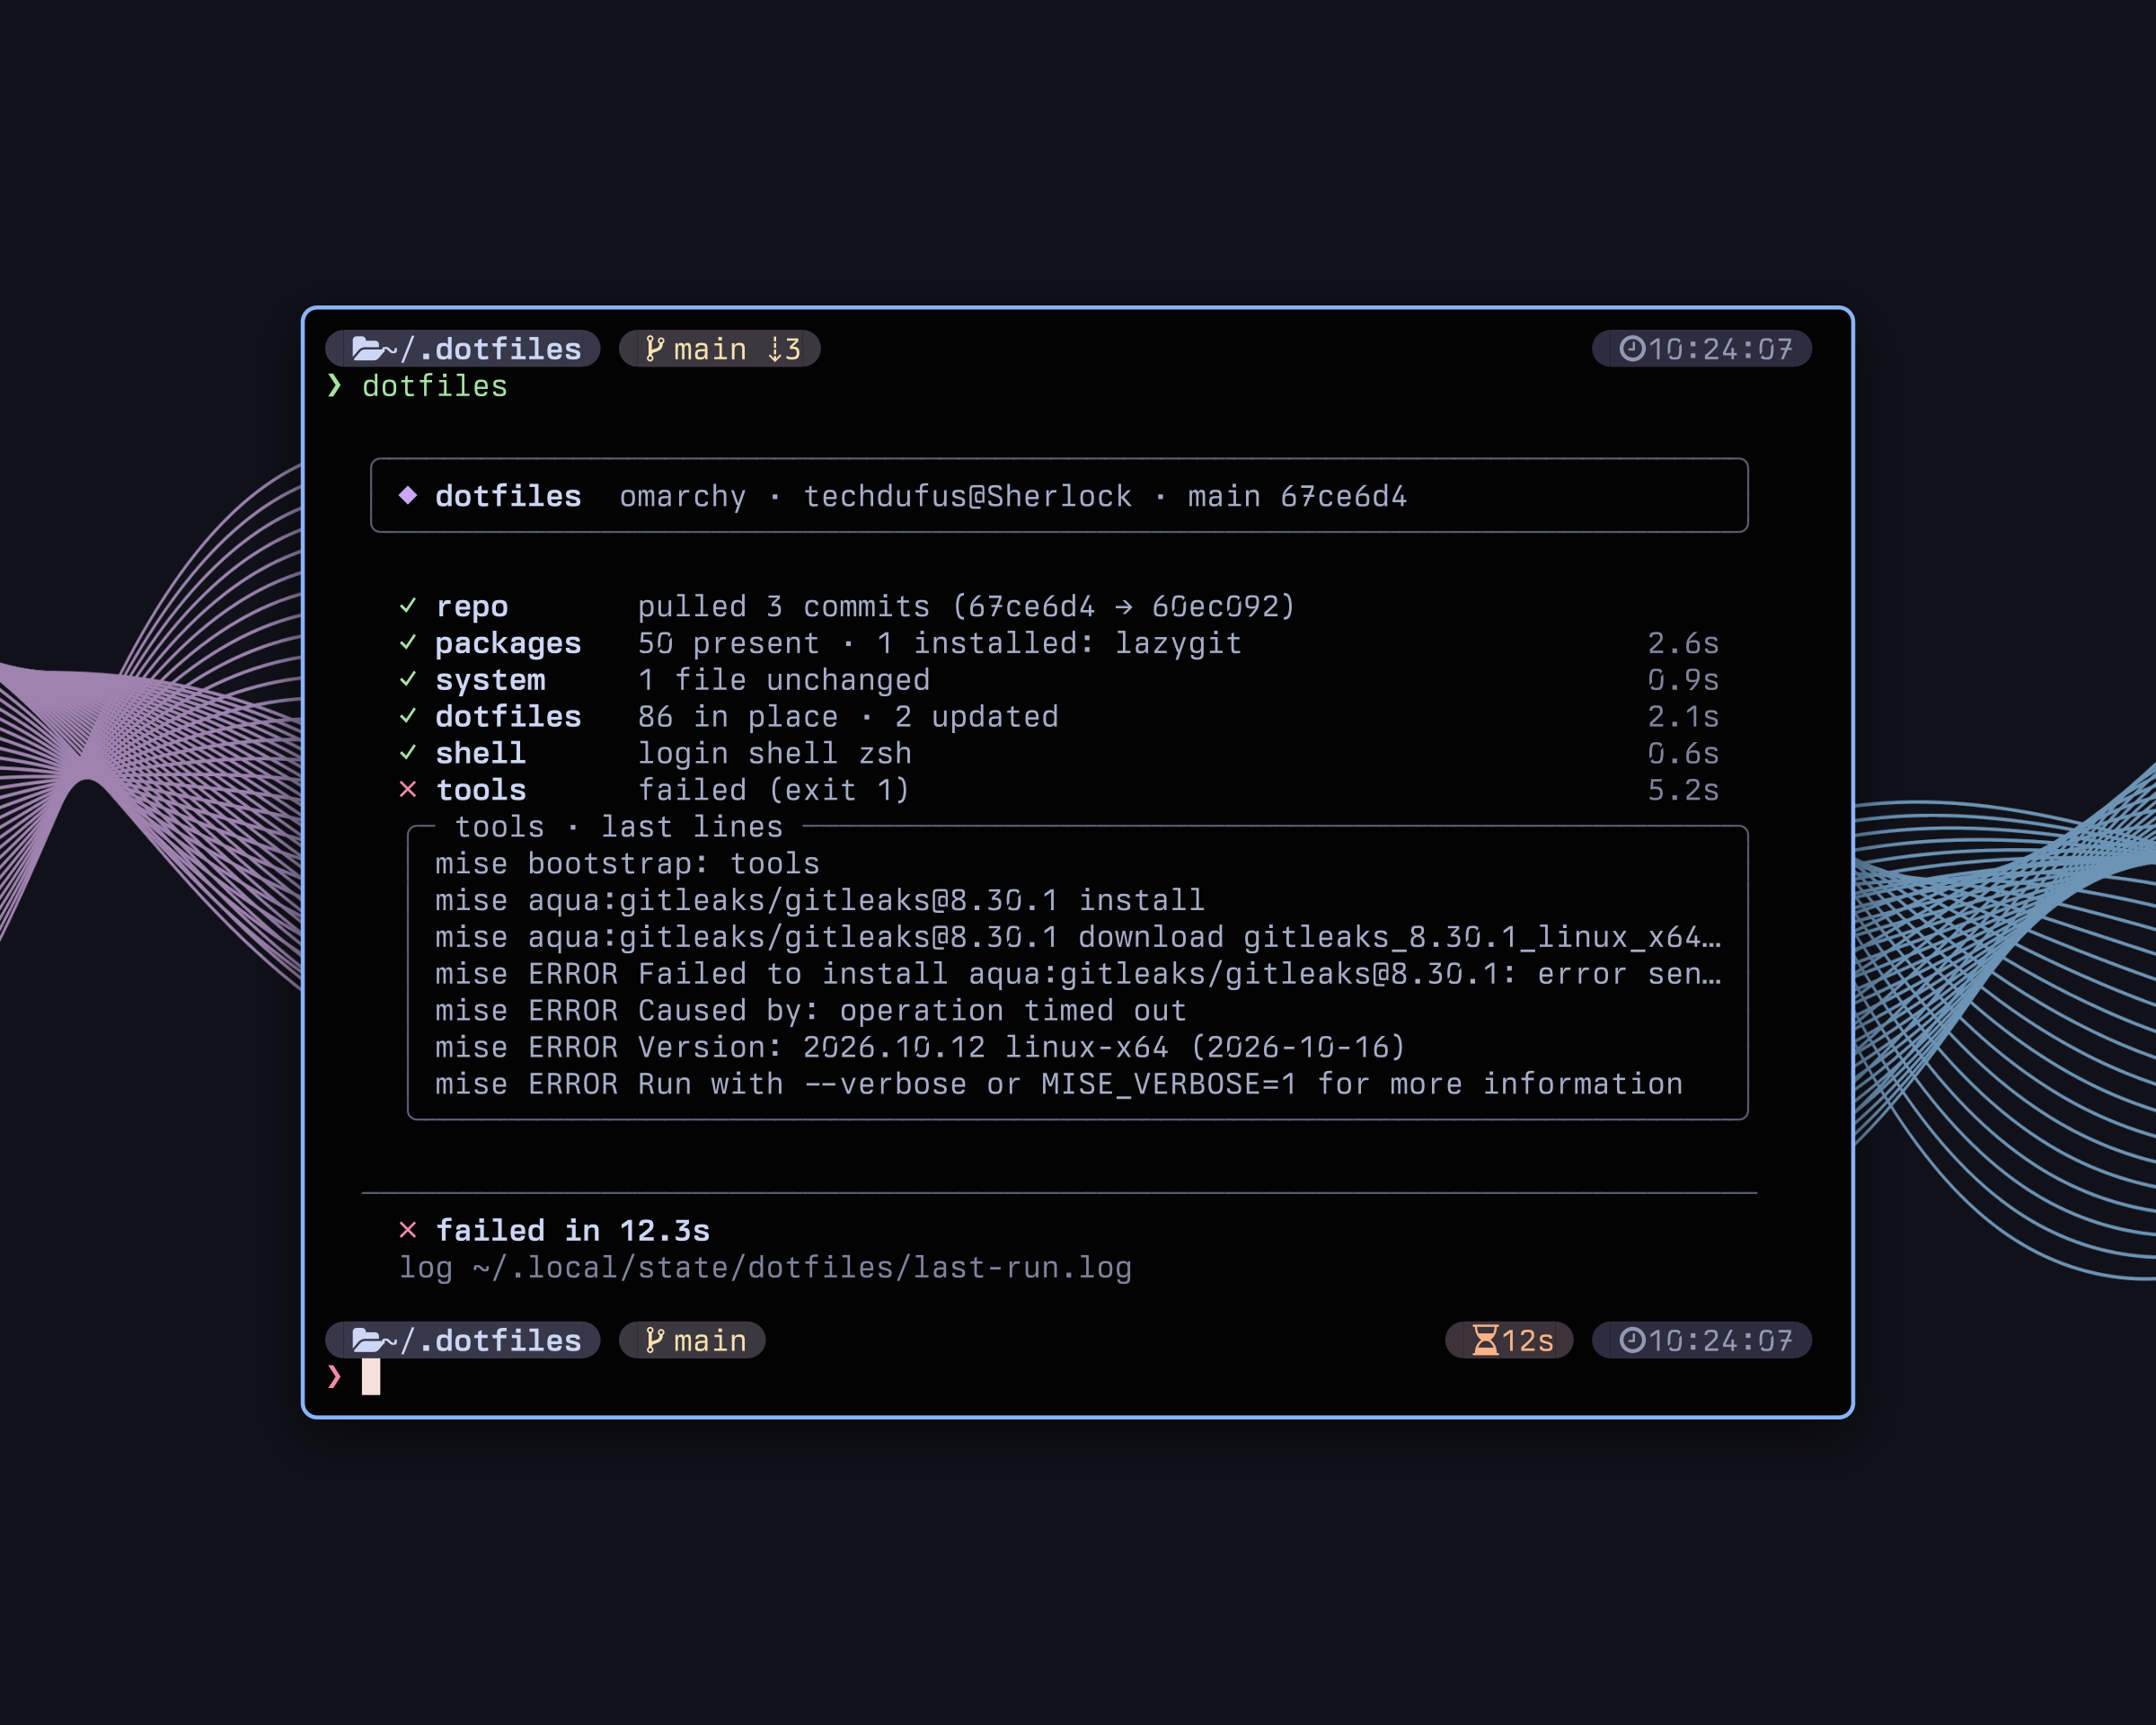 ~/.dotfiles main ⇣3 10:24:07
❯ dotfiles
◆ dotfiles omarchy · techdufus@Sherlock · main 67ce6d4
✓ repo pulled 3 commits (67ce6d4 → 60ec092)
✓ packages 50 present · 1 installed: lazygit 2.6s
✓ system 1 file unchanged 0.9s
✓ dotfiles 86 in place · 2 updated 2.1s
✓ shell login shell zsh 0.6s
✕ tools failed (exit 1) 5.2s
tools · last lines
mise bootstrap: tools
mise aqua:gitleaks/gitleaks@8.30.1 install
mise aqua:gitleaks/gitleaks@8.30.1 download gitleaks_8.30.1_linux_x64…
mise ERROR Failed to install aqua:gitleaks/gitleaks@8.30.1: error sen…
mise ERROR Caused by: operation timed out
mise ERROR Version: 2026.10.12 linux-x64 (2026-10-16)
mise ERROR Run with --verbose or MISE_VERBOSE=1 for more information
✕ failed in 12.3s
log ~/.local/state/dotfiles/last-run.log
~/.dotfiles main 12s 10:24:07
❯